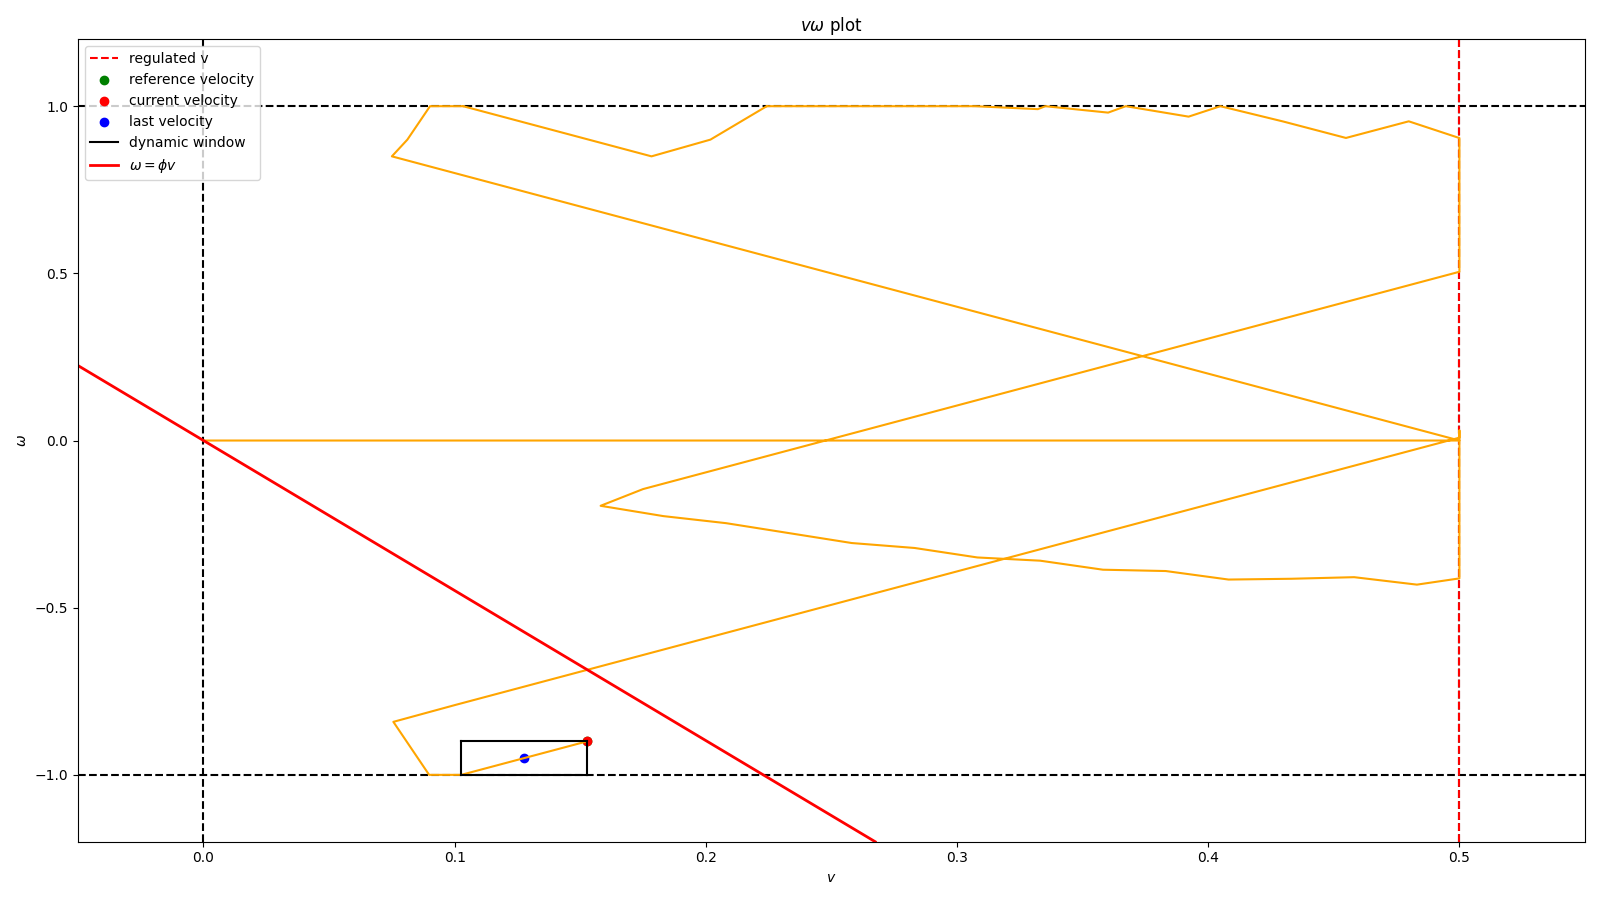 vω plot
regulated v
reference velocity
current velocity
last velocity
dynamic window
ω = ϕv
1.0
0.5
0.0
−0.5
−1.0
ω
0.0 0.1 0.2 0.3 0.4 0.5
v